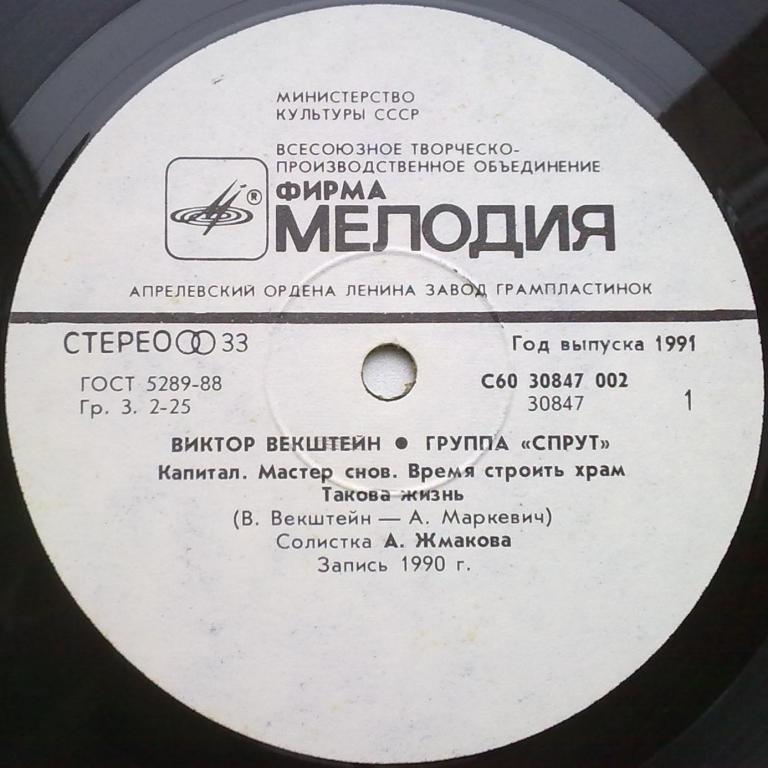 МИНИСТЕРСТВО
КУЛЬТУРЫ СССР
ВСЕСОЮЗНОЕ ТВОРЧЕСКО-
ПРОИЗВОДСТВЕННОЕ ОБЪЕДИНЕНИЕ
ФИРМА
® МЕЛОДИЯ
АПРЕЛЕВСКИЙ ОРДЕНА ЛЕНИНА ЗАВОД ГРАМПЛАСТИНОК
СТЕРЕО 33 Год выпуска 1991
ГОСТ 5289-88 С60 30847 002
Гр. 3. 2-25 30847 1
ВИКТОР ВЕКШТЕЙН ● ГРУППА «СПРУТ»
Капитал. Мастер снов. Время строить храм
Такова жизнь
(В. Векштейн — А. Маркевич)
Солистка А. Жмакова
Запись 1990 г.